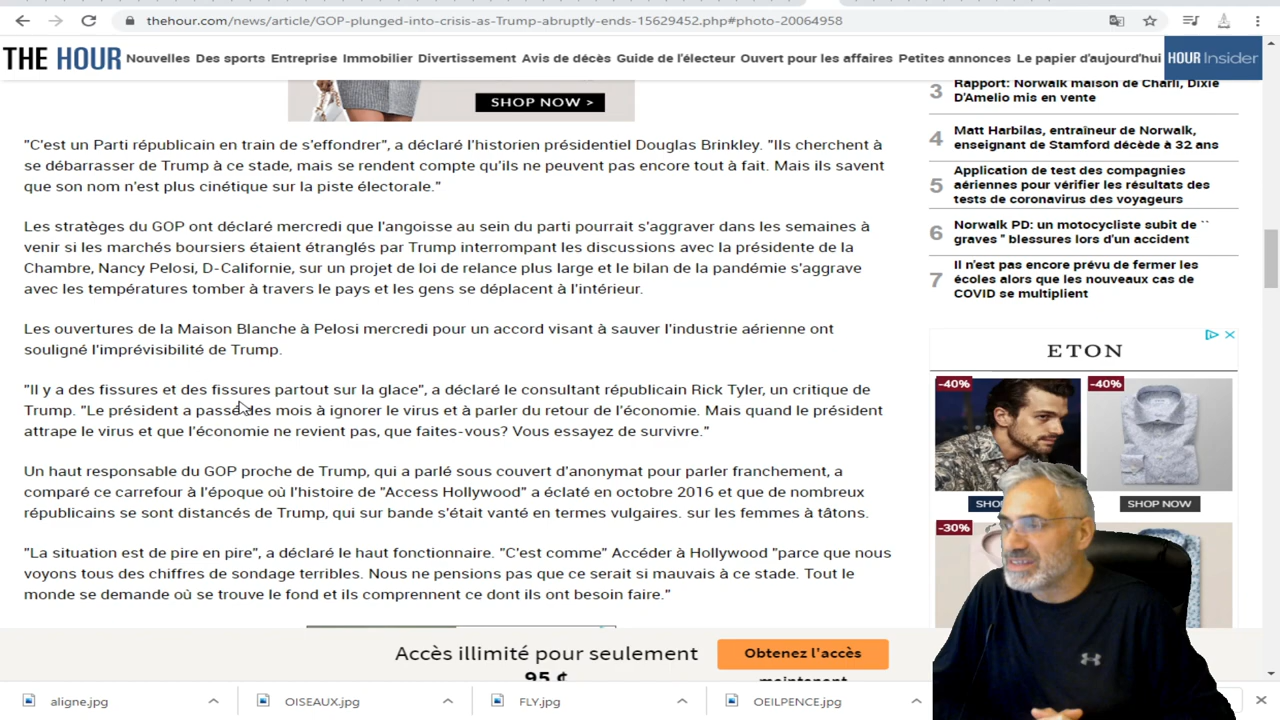 thehour.com/news/article/GOP-plunged-into-crisis-as-Trump-abruptly-ends-15629452.php#photo-20064958
THE HOUR
Nouvelles Des sports Entreprise Immobilier Divertissement Avis de décès Guide de l'électeur Ouvert pour les affaires Petites annonces Le papier d'aujourd'hui
HOUR Insider
SHOP NOW >
"C'est un Parti républicain en train de s'effondrer", a déclaré l'historien présidentiel Douglas Brinkley. "Ils cherchent à
se débarrasser de Trump à ce stade, mais se rendent compte qu'ils ne peuvent pas encore tout à fait. Mais ils savent
que son nom n'est plus cinétique sur la piste électorale."
Les stratèges du GOP ont déclaré mercredi que l'angoisse au sein du parti pourrait s'aggraver dans les semaines à
venir si les marchés boursiers étaient étranglés par Trump interrompant les discussions avec la présidente de la
Chambre, Nancy Pelosi, D-Californie, sur un projet de loi de relance plus large et le bilan de la pandémie s'aggrave
avec les températures tomber à travers le pays et les gens se déplacent à l'intérieur.
Les ouvertures de la Maison Blanche à Pelosi mercredi pour un accord visant à sauver l'industrie aérienne ont
souligné l'imprévisibilité de Trump.
"Il y a des fissures et des fissures partout sur la glace", a déclaré le consultant républicain Rick Tyler, un critique de
Trump. "Le président a passé des mois à ignorer le virus et à parler du retour de l'économie. Mais quand le président
attrape le virus et que l'économie ne revient pas, que faites-vous? Vous essayez de survivre."
Un haut responsable du GOP proche de Trump, qui a parlé sous couvert d'anonymat pour parler franchement, a
comparé ce carrefour à l'époque où l'histoire de "Access Hollywood" a éclaté en octobre 2016 et que de nombreux
républicains se sont distancés de Trump, qui sur bande s'était vanté en termes vulgaires. sur les femmes à tâtons.
"La situation est de pire en pire", a déclaré le haut fonctionnaire. "C'est comme" Accéder à Hollywood "parce que nous
voyons tous des chiffres de sondage terribles. Nous ne pensions pas que ce serait si mauvais à ce stade. Tout le
monde se demande où se trouve le fond et ils comprennent ce dont ils ont besoin faire."
3 Rapport: Norwalk maison de Charli, Dixie
D'Amelio mis en vente
4 Matt Harbilas, entraîneur de Norwalk,
enseignant de Stamford décède à 32 ans
5 Application de test des compagnies
aériennes pour vérifier les résultats des
tests de coronavirus des voyageurs
6 Norwalk PD: un motocycliste subit de ``
graves '' blessures lors d'un accident
7 Il n'est pas encore prévu de fermer les
écoles alors que les nouveaux cas de
COVID se multiplient
ETON
-40%
-40%
SHOP NOW
-30%
Accès illimité pour seulement
95 ¢
Obtenez l'accès
maintenant
aligne.jpg
OISEAUX.jpg
FLY.jpg
OEILPENCE.jpg